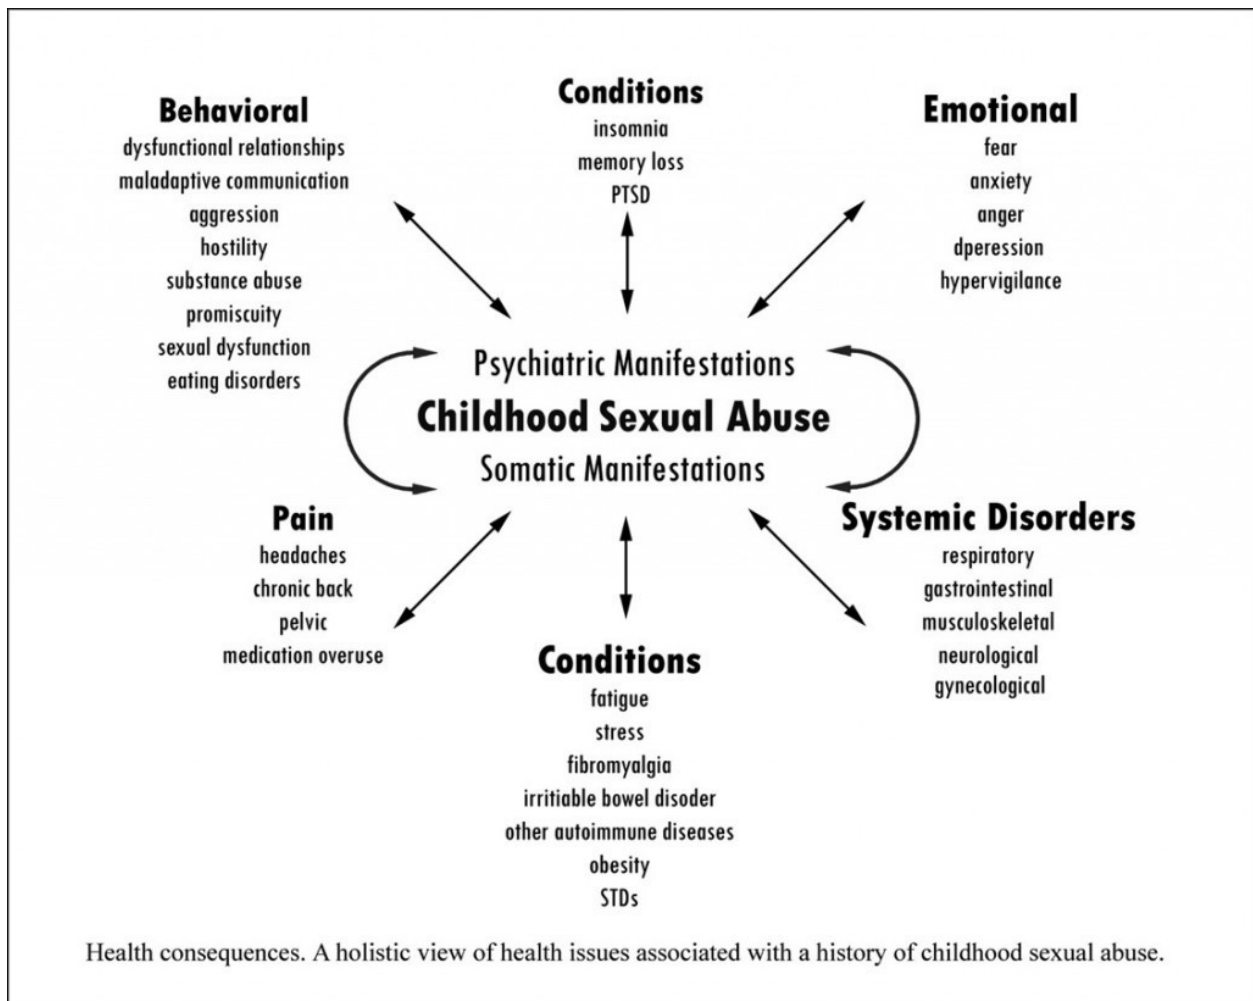 Behavioral
dysfunctional relationships
maladaptive communication
aggression
hostility
substance abuse
promiscuity
sexual dysfunction
eating disorders
Conditions
insomnia
memory loss
PTSD
Emotional
fear
anxiety
anger
dperession
hypervigilance
Psychiatric Manifestations
Childhood Sexual Abuse
Somatic Manifestations
Pain
headaches
chronic back
pelvic
medication overuse
Conditions
fatigue
stress
fibromyalgia
irritiable bowel disoder
other autoimmune diseases
obesity
STDs
Systemic Disorders
respiratory
gastrointestinal
musculoskeletal
neurological
gynecological
Health consequences. A holistic view of health issues associated with a history of childhood sexual abuse.